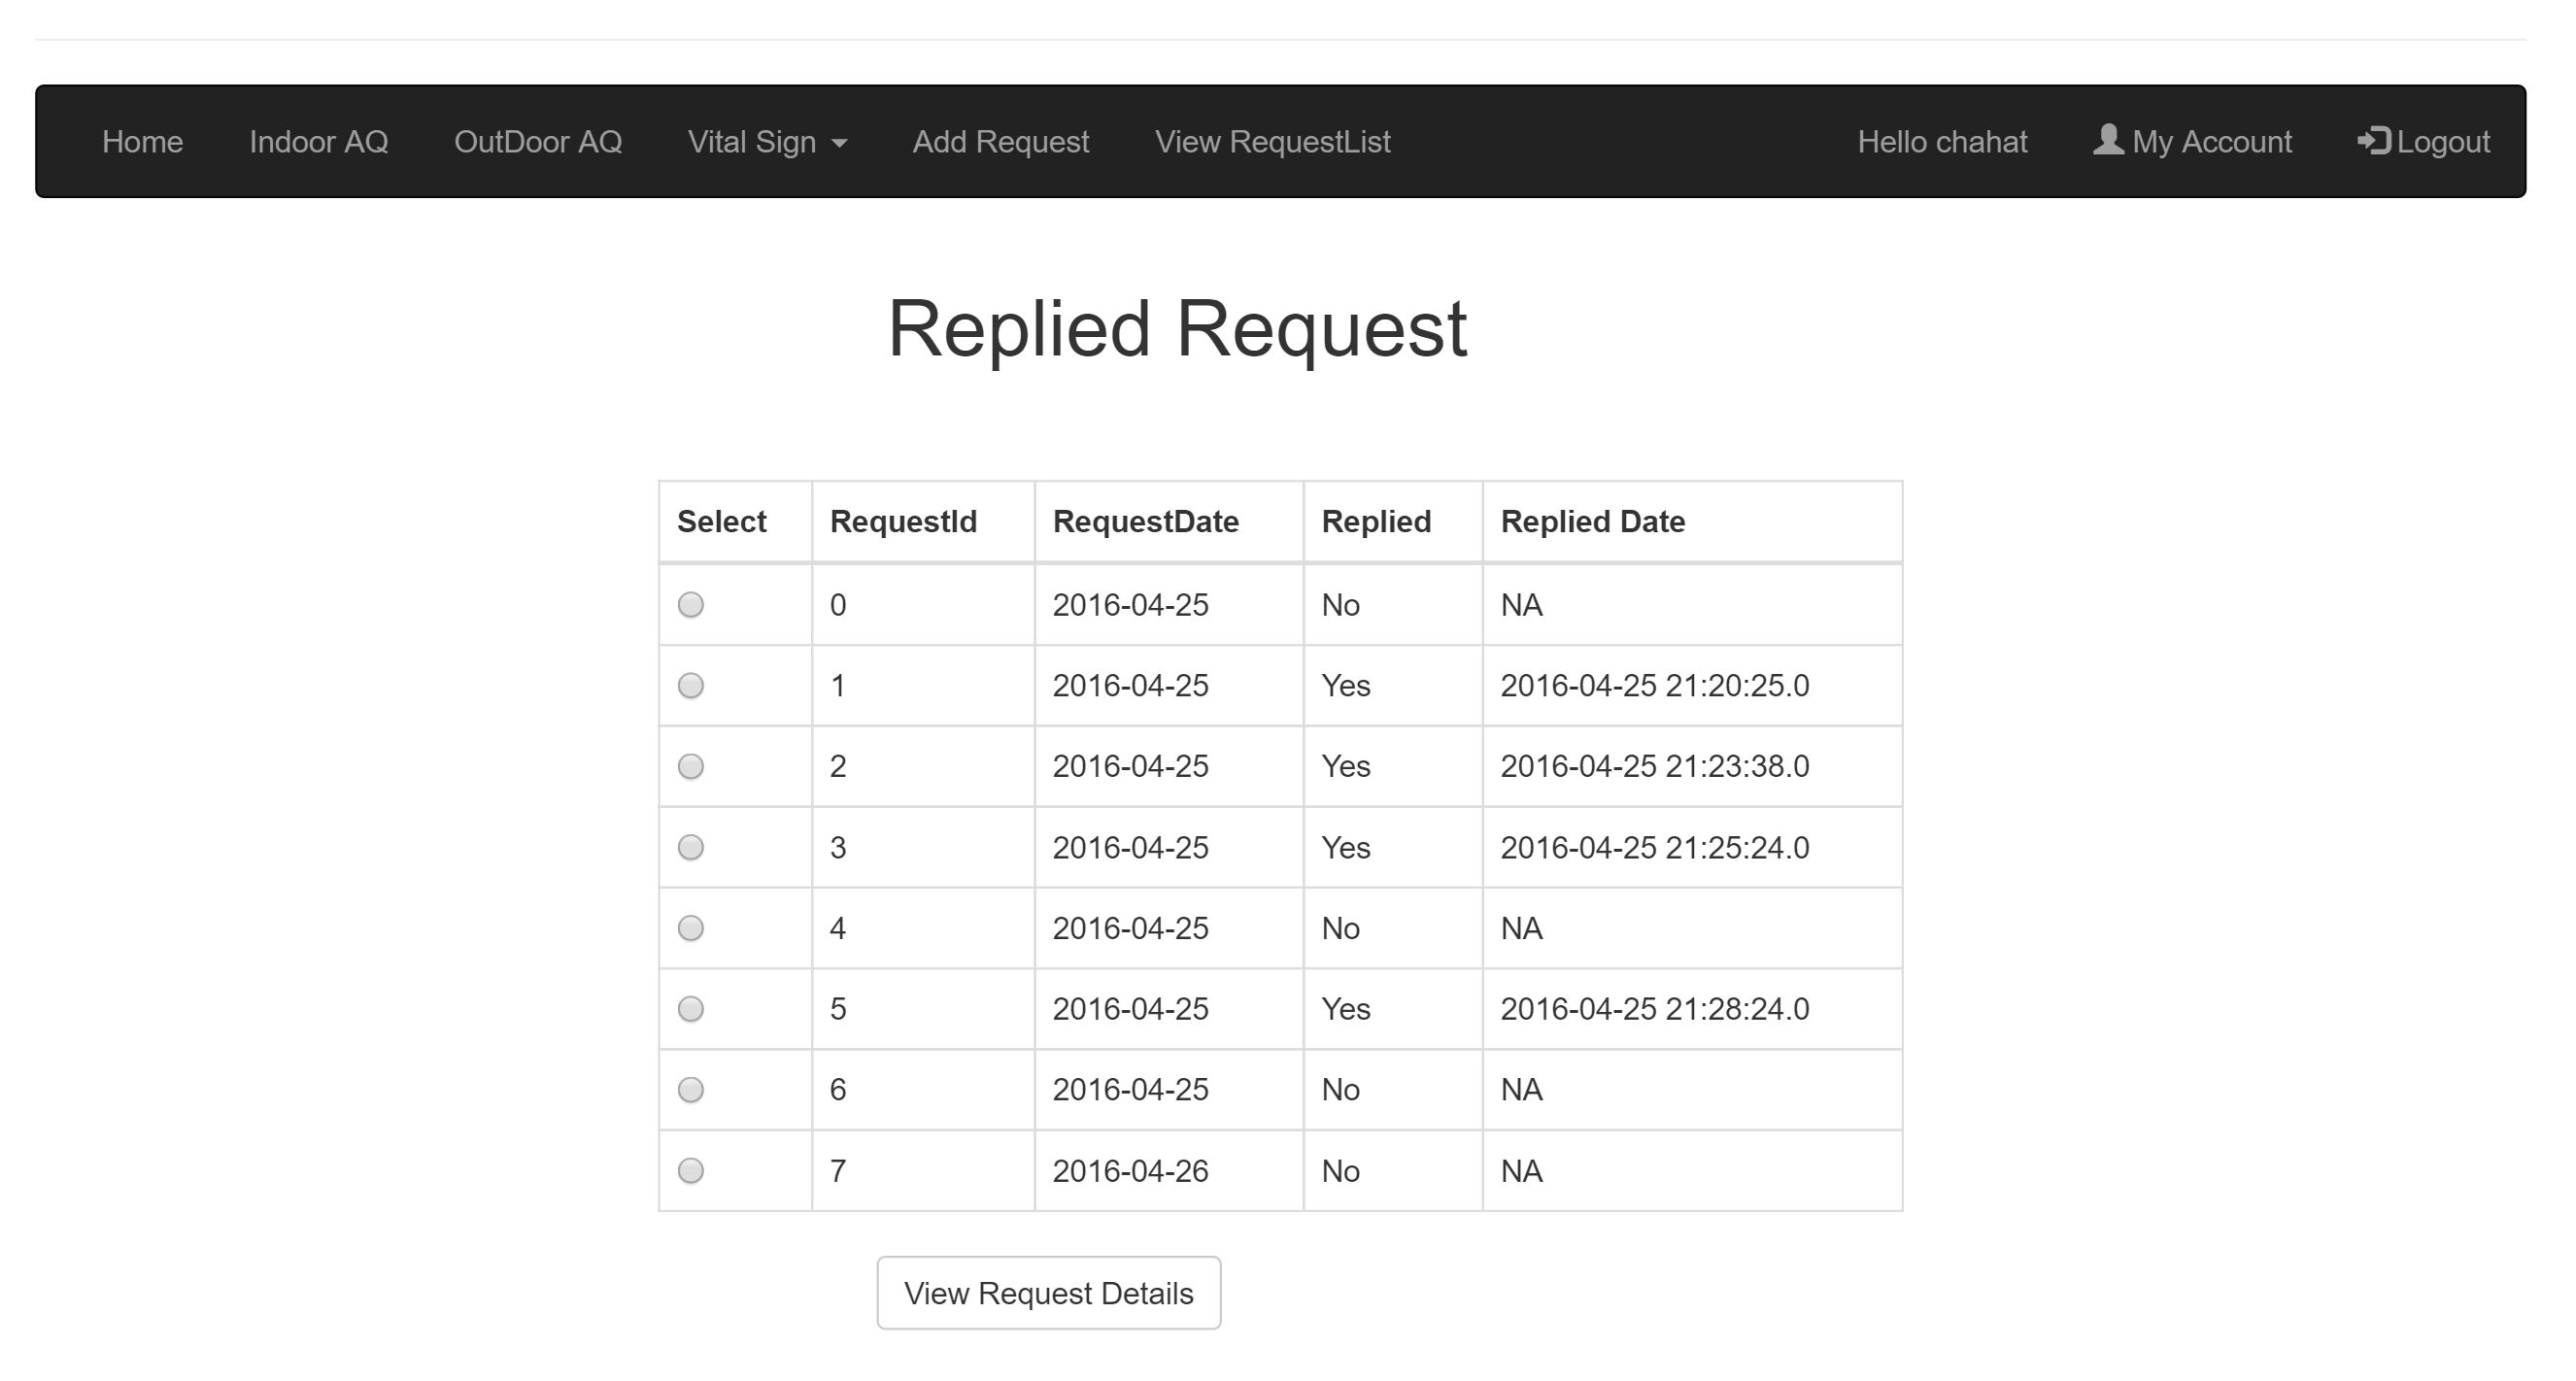 Home Indoor AQ OutDoor AQ Vital Sign Add Request View RequestList Hello chahat My Account Logout
Replied Request
Select RequestId RequestDate Replied Replied Date
0 2016-04-25 No NA
1 2016-04-25 Yes 2016-04-25 21:20:25.0
2 2016-04-25 Yes 2016-04-25 21:23:38.0
3 2016-04-25 Yes 2016-04-25 21:25:24.0
4 2016-04-25 No NA
5 2016-04-25 Yes 2016-04-25 21:28:24.0
6 2016-04-25 No NA
7 2016-04-26 No NA
View Request Details